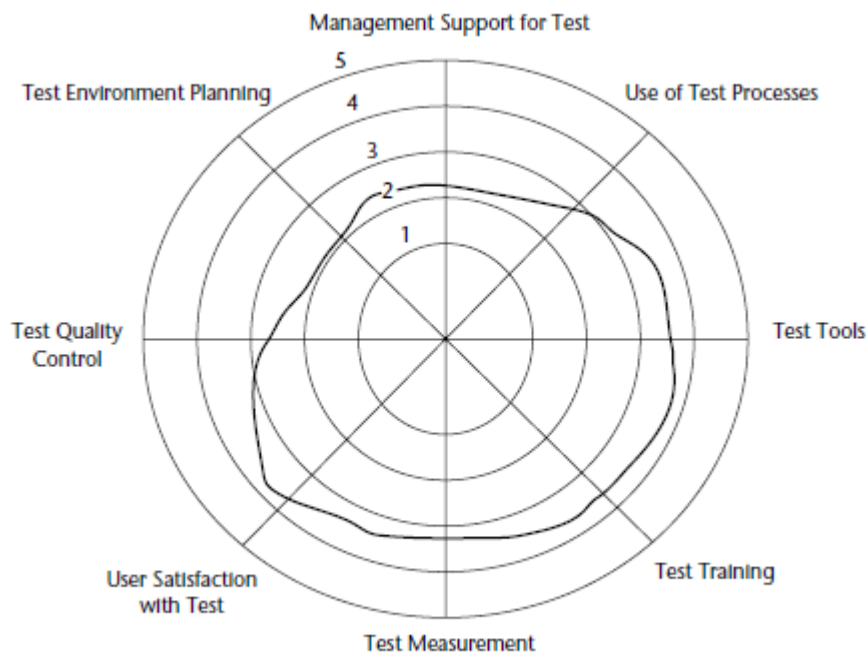 Management Support for Test
5
Test Environment Planning
4
Use of Test Processes
3
2
1
Test Quality
Control
Test Tools
User Satisfaction
with Test
Test Training
Test Measurement